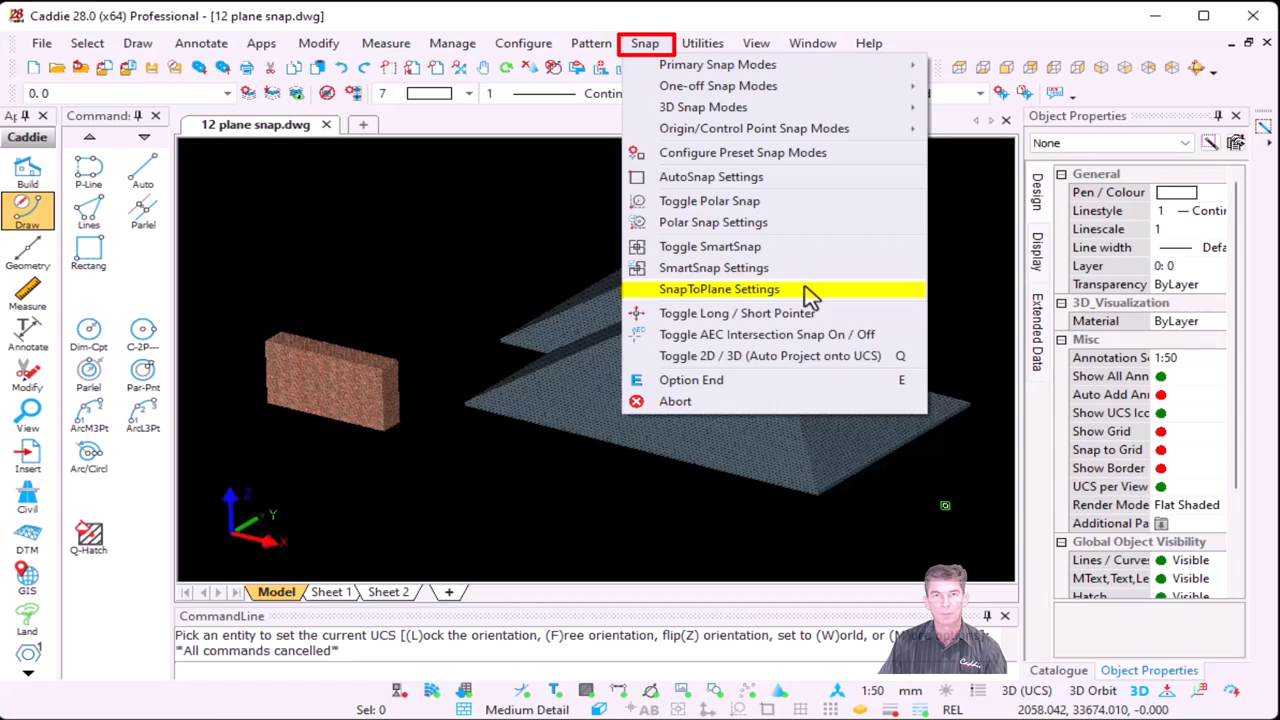 Caddie 28.0 (x64) Professional - [12 plane snap.dwg]
File Select Draw Annotate Apps Modify Measure Manage Configure Pattern Snap Utilities View Window Help
0. 0
7
1
Contin
Command:
12 plane snap.dwg
Caddie
Build
Draw
Geometry
Measure
Annotate
Modify
View
Insert
Civil
DTM
GIS
Land
P-Line Auto
Lines Parlel
Rectang
Dim-Cpt C-2P---
Parlel Par-Pnt
ArcM3Pt ArcL3Pt
Arc/Circl
Q-Hatch
Primary Snap Modes
One-off Snap Modes
3D Snap Modes
Origin/Control Point Snap Modes
Configure Preset Snap Modes
AutoSnap Settings
Toggle Polar Snap
Polar Snap Settings
Toggle SmartSnap
SmartSnap Settings
SnapToPlane Settings
Toggle Long / Short Pointer
Toggle AEC Intersection Snap On / Off
Toggle 2D / 3D (Auto Project onto UCS) Q
Option End E
Abort
Z
Y
X
Object Properties
None
Design
Display
Extended Data
General
Pen / Colour
Linestyle 1 Contin
Linescale 1
Line width Defa
Layer 0: 0
Transparency ByLayer
3D_Visualization
Material ByLayer
Misc
Annotation S 1:50
Show All Ann
Auto Add Ann
Show UCS Ico
Show Grid
Snap to Grid
Show Border
UCS per View
Render Mode Flat Shaded
Additional Pa
Global Object Visibility
Lines / Curves Visible
MText,Text,Le Visible
Hatch Visible
Catalogue Object Properties
Model Sheet 1 Sheet 2
CommandLine
Pick an entity to set the current UCS [(L)ock the orientation, (F)ree orientation, flip(Z) orientation, set to (W)orld, or (M)ore options]:
*All commands cancelled*
Caddie
1:50 mm 3D (UCS) 3D Orbit 3D
Sel: 0 Medium Detail AB REL 2058.042, 33674.010, -0.000